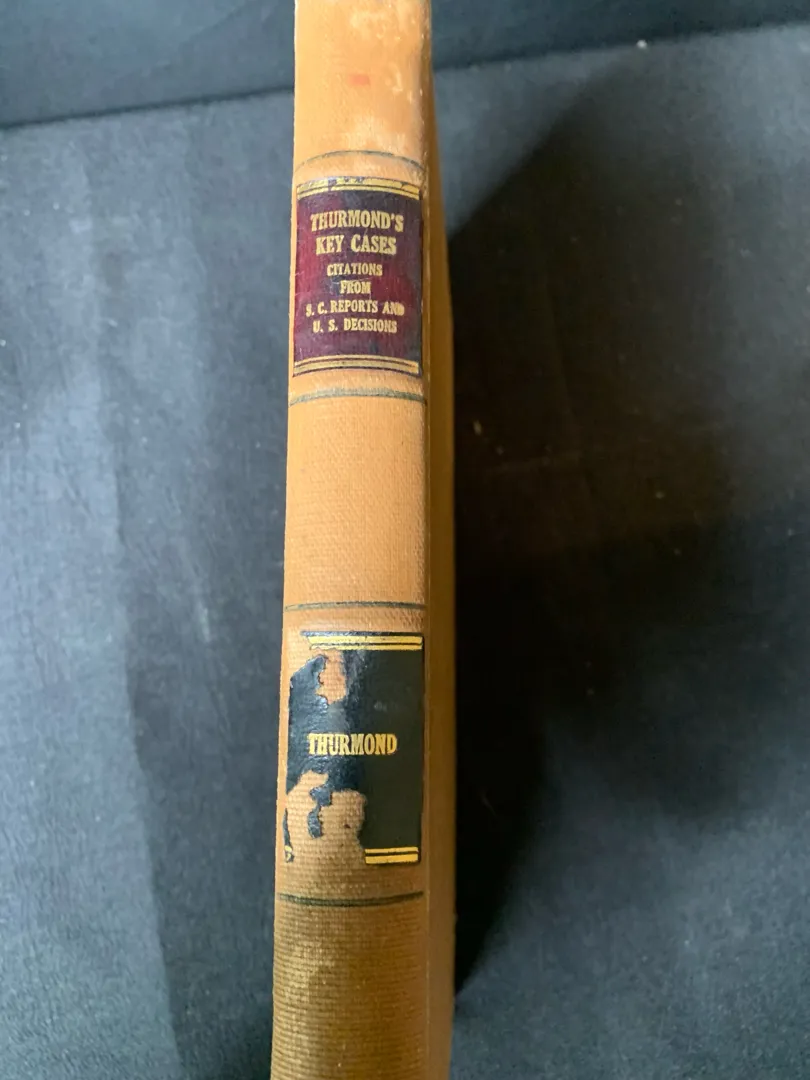 THURMOND'S
KEY CASES
CITATIONS
FROM
S. C. REPORTS AND
U. S. DECISIONS
THURMOND